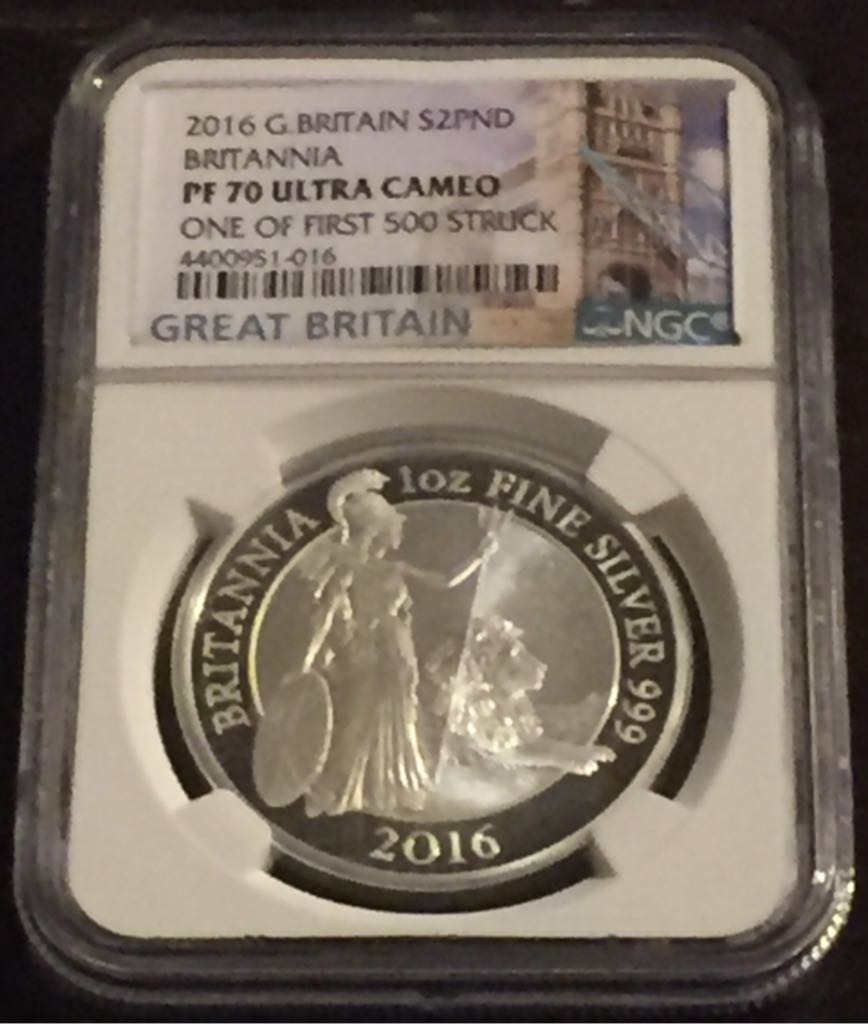 2016 G.BRITAIN S2PND
BRITANNIA
PF 70 ULTRA CAMEO
ONE OF FIRST 500 STRUCK
4400951-016
GREAT BRITAIN
NGC
BRITANNIA 1OZ FINE SILVER 999
2016